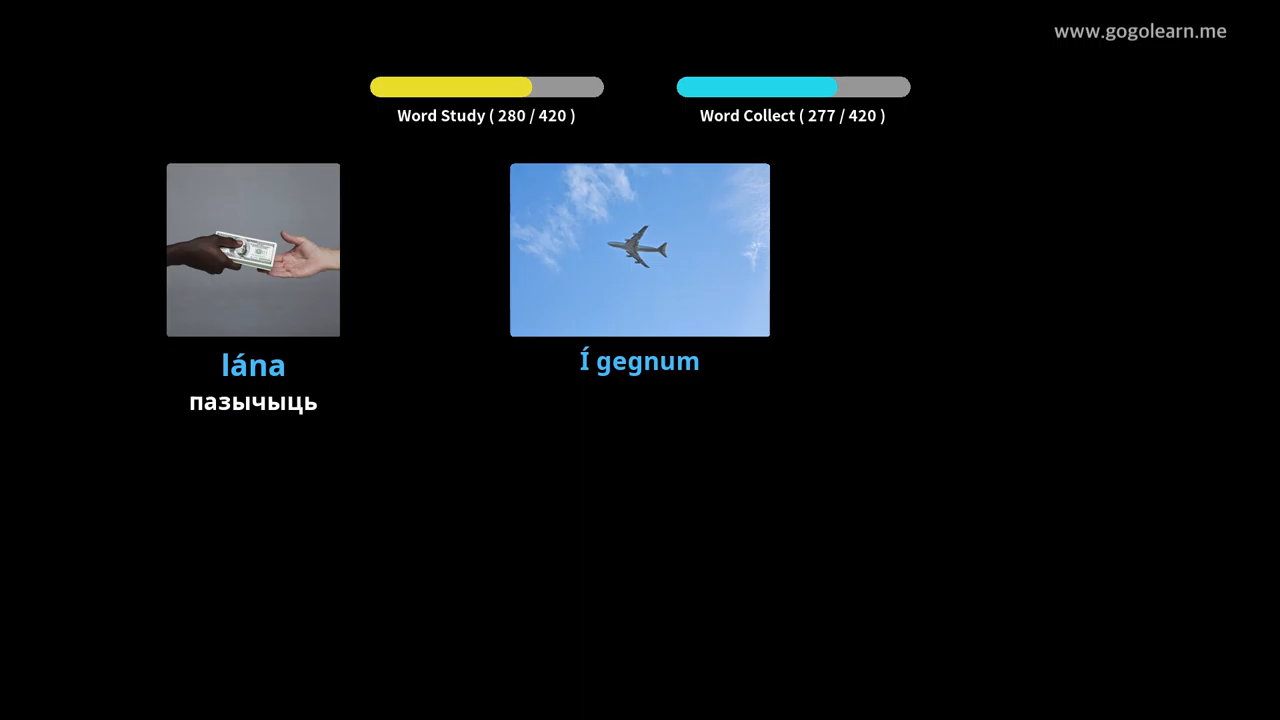 www.gogolearn.me
Word Study ( 280 / 420 )
Word Collect ( 277 / 420 )
lána
пазычыць
Í gegnum